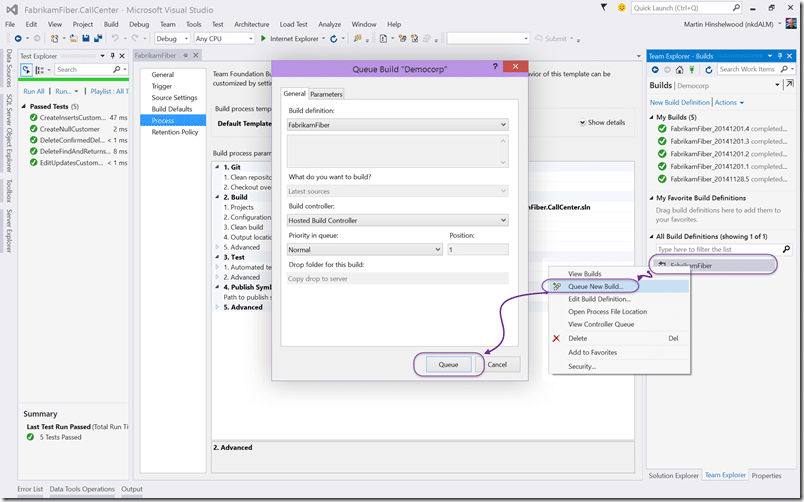 FabrikamFiber.CallCenter - Microsoft Visual Studio
Quick Launch (Ctrl+Q)
File Edit View Project Build Debug Team Tools Test Architecture Load Test Analyze Window Help
Martin Hinshelwood (nkdALM)
Debug Any CPU Internet Explorer Submit
Data Sources
SQL Server Object Explorer
Toolbox
Server Explorer
Test Explorer
Search
Run All Run... Playlist : All T
Passed Tests (5)
CreateInsertsCustom... 47 ms
CreateNullCustomer 2 ms
DeleteConfirmedDel... < 1 ms
DeleteFindAndReturns... 8 ms
EditUpdatesCustome... < 1 ms
Summary
Last Test Run Passed (Total Run Ti
5 Tests Passed
FabrikamFiber
General
Trigger
Source Settings
Build Defaults
Process
Retention Policy
Team Foundation Bu
avior of this template can be
customized by setti
Build process temp
Default Template
Show details
Build process param
1. Git
1. Clean repositor
2. Checkout over
2. Build
1. Projects
Fiber.CallCenter.sln
2. Configuration
3. Clean build
4. Output locatio
5. Advanced
3. Test
1. Automated te
2. Advanced
4. Publish Symb
Path to publish s
5. Advanced
2. Advanced
Queue Build "Democorp"
General Parameters
Build definition:
FabrikamFiber
What do you want to build?
Latest sources
Build controller:
Hosted Build Controller
Priority in queue: Position:
Normal 1
Drop folder for this build:
Copy drop to server
Queue Cancel
View Builds
Queue New Build...
Edit Build Definition...
Open Process File Location
View Controller Queue
Delete Del
Add to Favorites
Security...
Team Explorer - Builds
Search Work Items
Builds | Democorp
New Build Definition | Actions
My Builds (5)
FabrikamFiber_20141201.4 completed...
FabrikamFiber_20141201.3 completed...
FabrikamFiber_20141201.2 completed...
FabrikamFiber_20141201.1 completed...
FabrikamFiber_20141128.5 completed...
My Favorite Build Definitions
Drag build definitions here to add them to your favorites.
All Build Definitions (showing 1 of 1)
Type here to filter the list
FabrikamFiber
Solution Explorer Team Explorer Properties
Error List Data Tools Operations Output